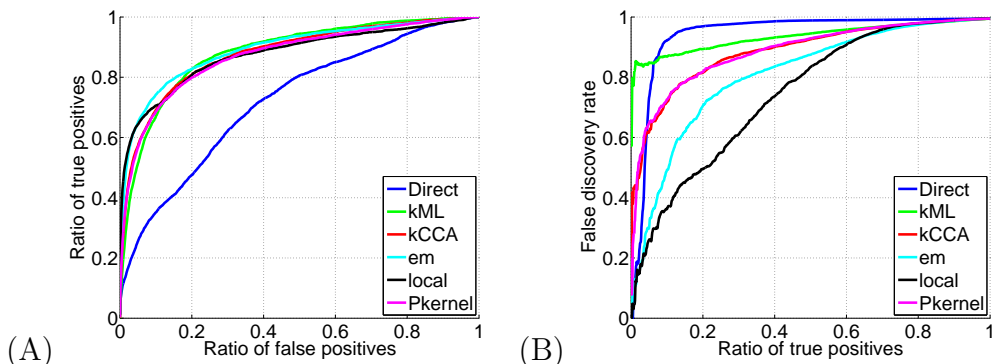 (A)
Ratio of true positives
1
0.8
0.6
0.4
0.2
0
0 0.2 0.4 0.6 0.8 1
Ratio of false positives
Direct
kML
kCCA
em
local
Pkernel
(B)
False discovery rate
1
0.8
0.6
0.4
0.2
0
0 0.2 0.4 0.6 0.8 1
Ratio of true positives
Direct
kML
kCCA
em
local
Pkernel